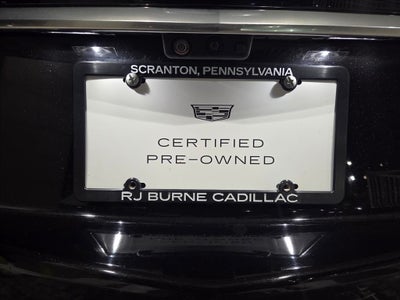 SCRANTON, PENNSYLVANIA
CERTIFIED
PRE-OWNED
RJ BURNE CADILLAC